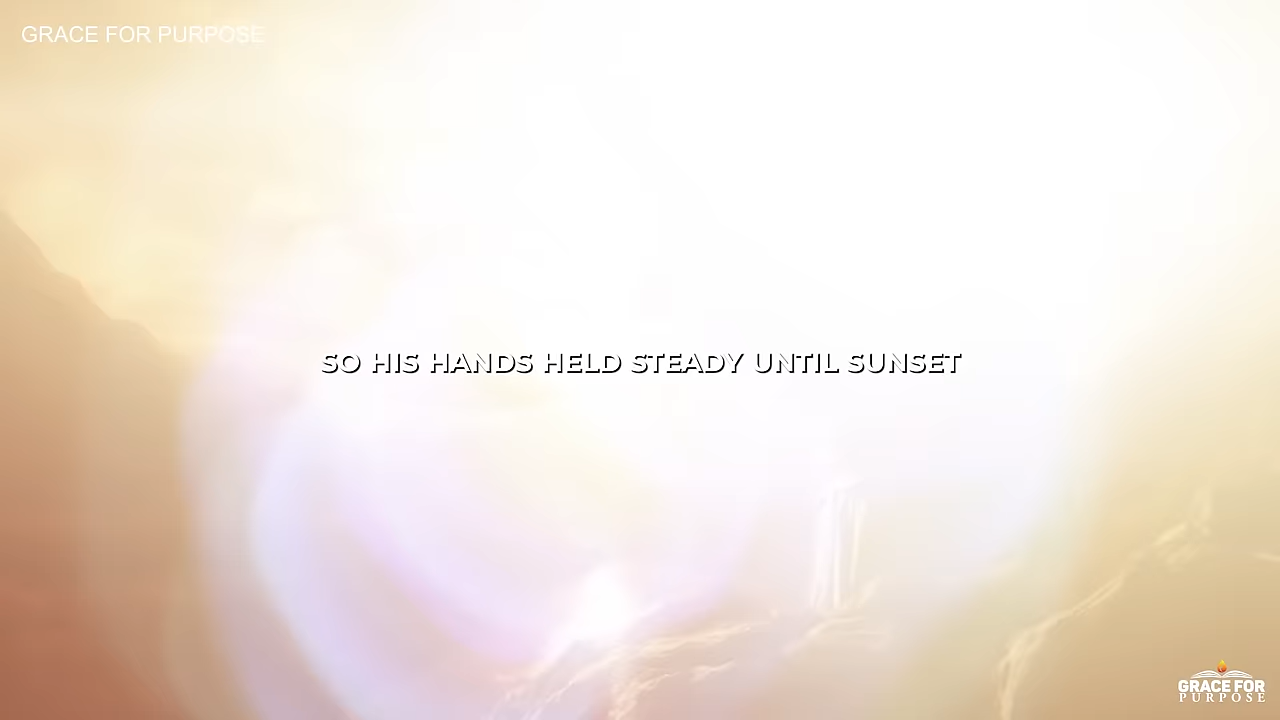 GRACE FOR PURPOSE
SO HIS HANDS HELD STEADY UNTIL SUNSET
GRACE FOR
PURPOSE